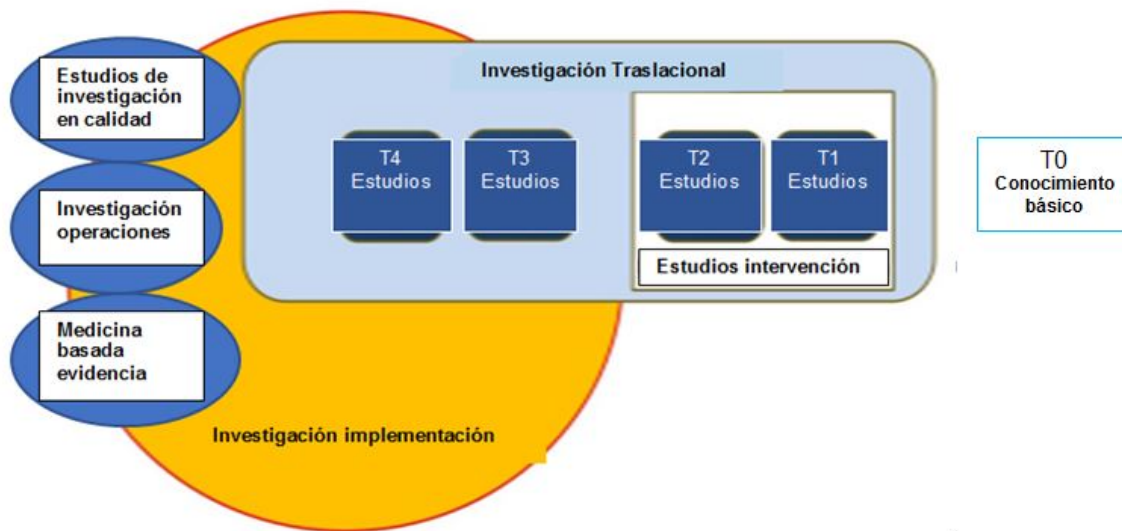 Estudios de
investigación
en calidad
Investigación
operaciones
Medicina
basada
evidencia
Investigación Traslacional
T4
Estudios
T3
Estudios
T2
Estudios
T1
Estudios
Estudios intervención
T0
Conocimiento
básico
Investigación implementación